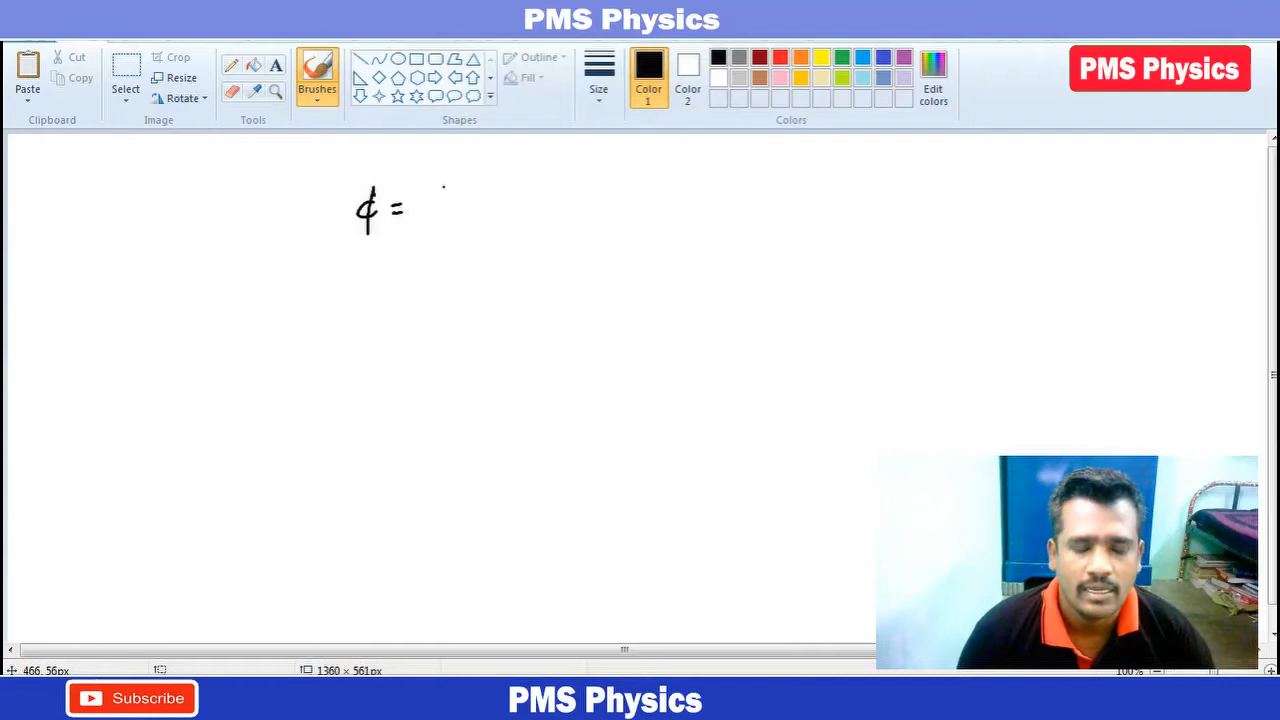 PMS Physics
Cut
Copy
Paste
Clipboard
Select
Crop
Resize
Rotate
Image
A
Tools
Brushes
Outline
Fill
Shapes
Size
Color 1
Color 2
Edit colors
Colors
PMS Physics
¢ =
466, 56px
1360 × 561px
100%
Subscribe
PMS Physics